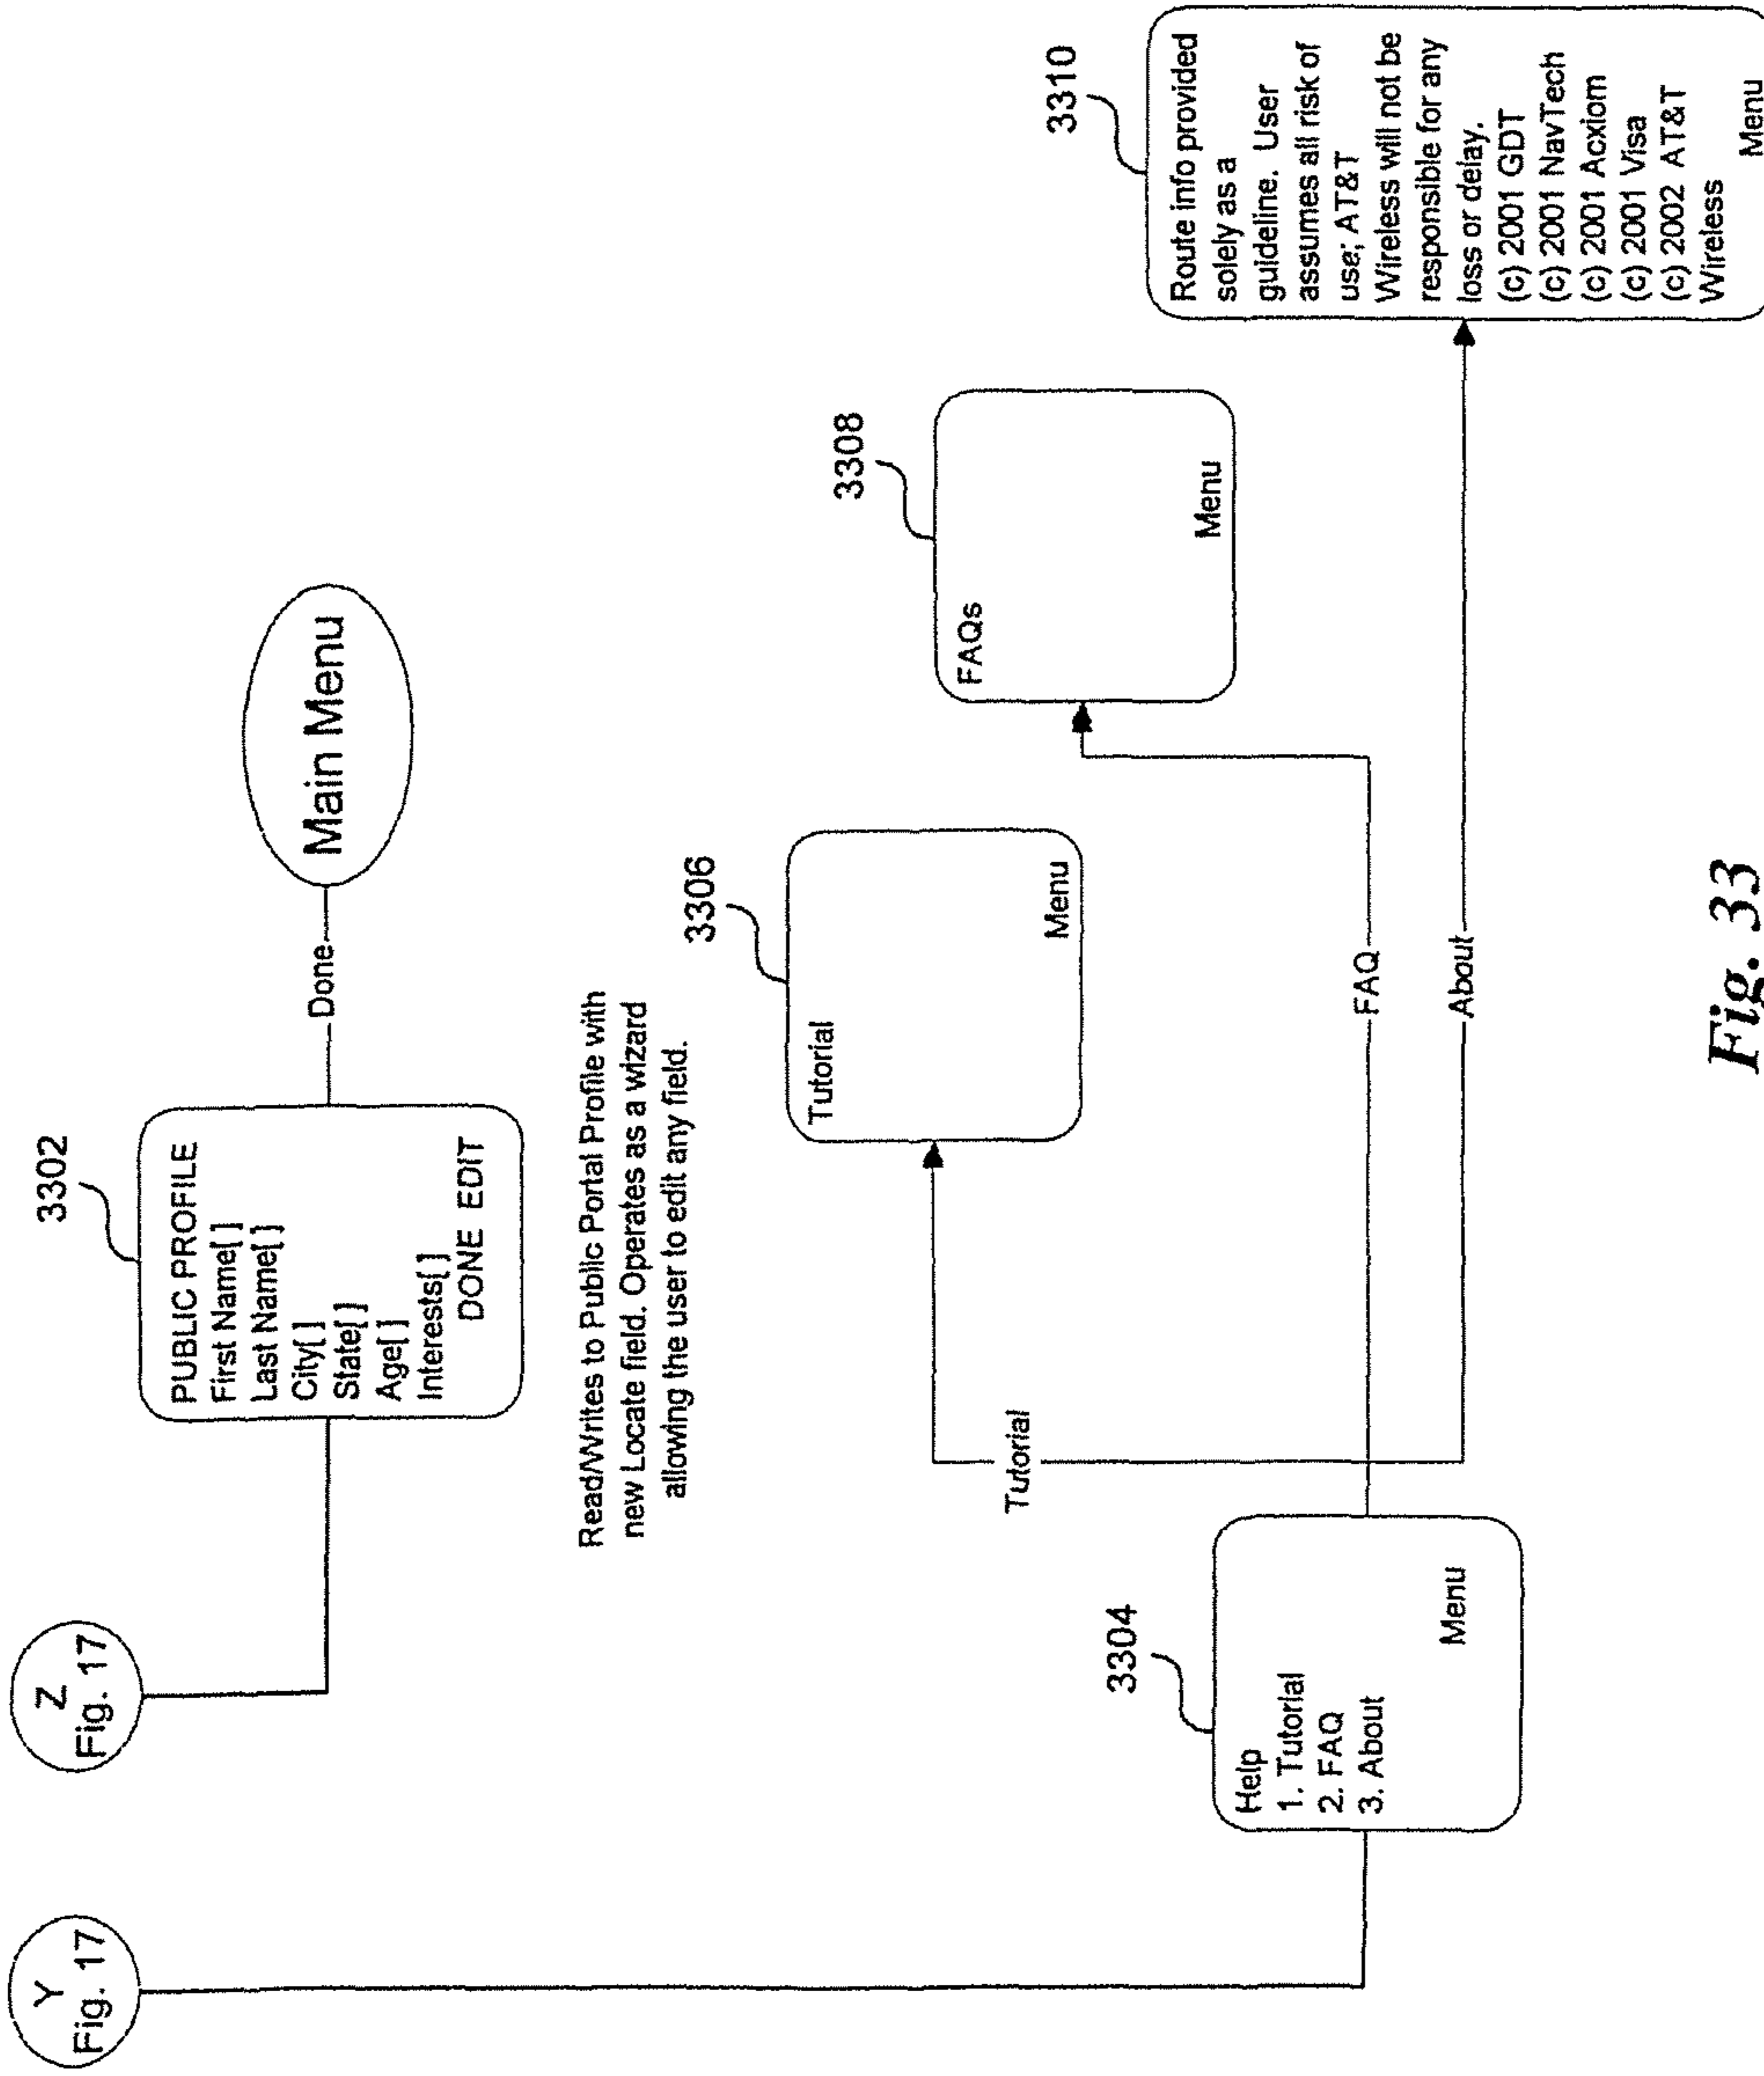 Y
Fig. 17
Z
Fig. 17
3302
PUBLIC PROFILE
First Name[ ]
Last Name[ ]
City[ ]
State[ ]
Age[ ]
Interests[ ]
DONE EDIT
Done
Main Menu
Read/Writes to Public Portal Profile with
new Locate field. Operates as a wizard
allowing the user to edit any field.
3304
Help
1. Tutorial
2. FAQ
3. About
Menu
Tutorial
FAQ
About
3306
Tutorial
Menu
3308
FAQs
Menu
3310
Route info provided
solely as a
guideline. User
assumes all risk of
use; AT&T
Wireless will not be
responsible for any
loss or delay.
(c) 2001 GDT
(c) 2001 NavTech
(c) 2001 Acxiom
(c) 2001 Visa
(c) 2002 AT&T
Wireless
Menu
Fig. 33